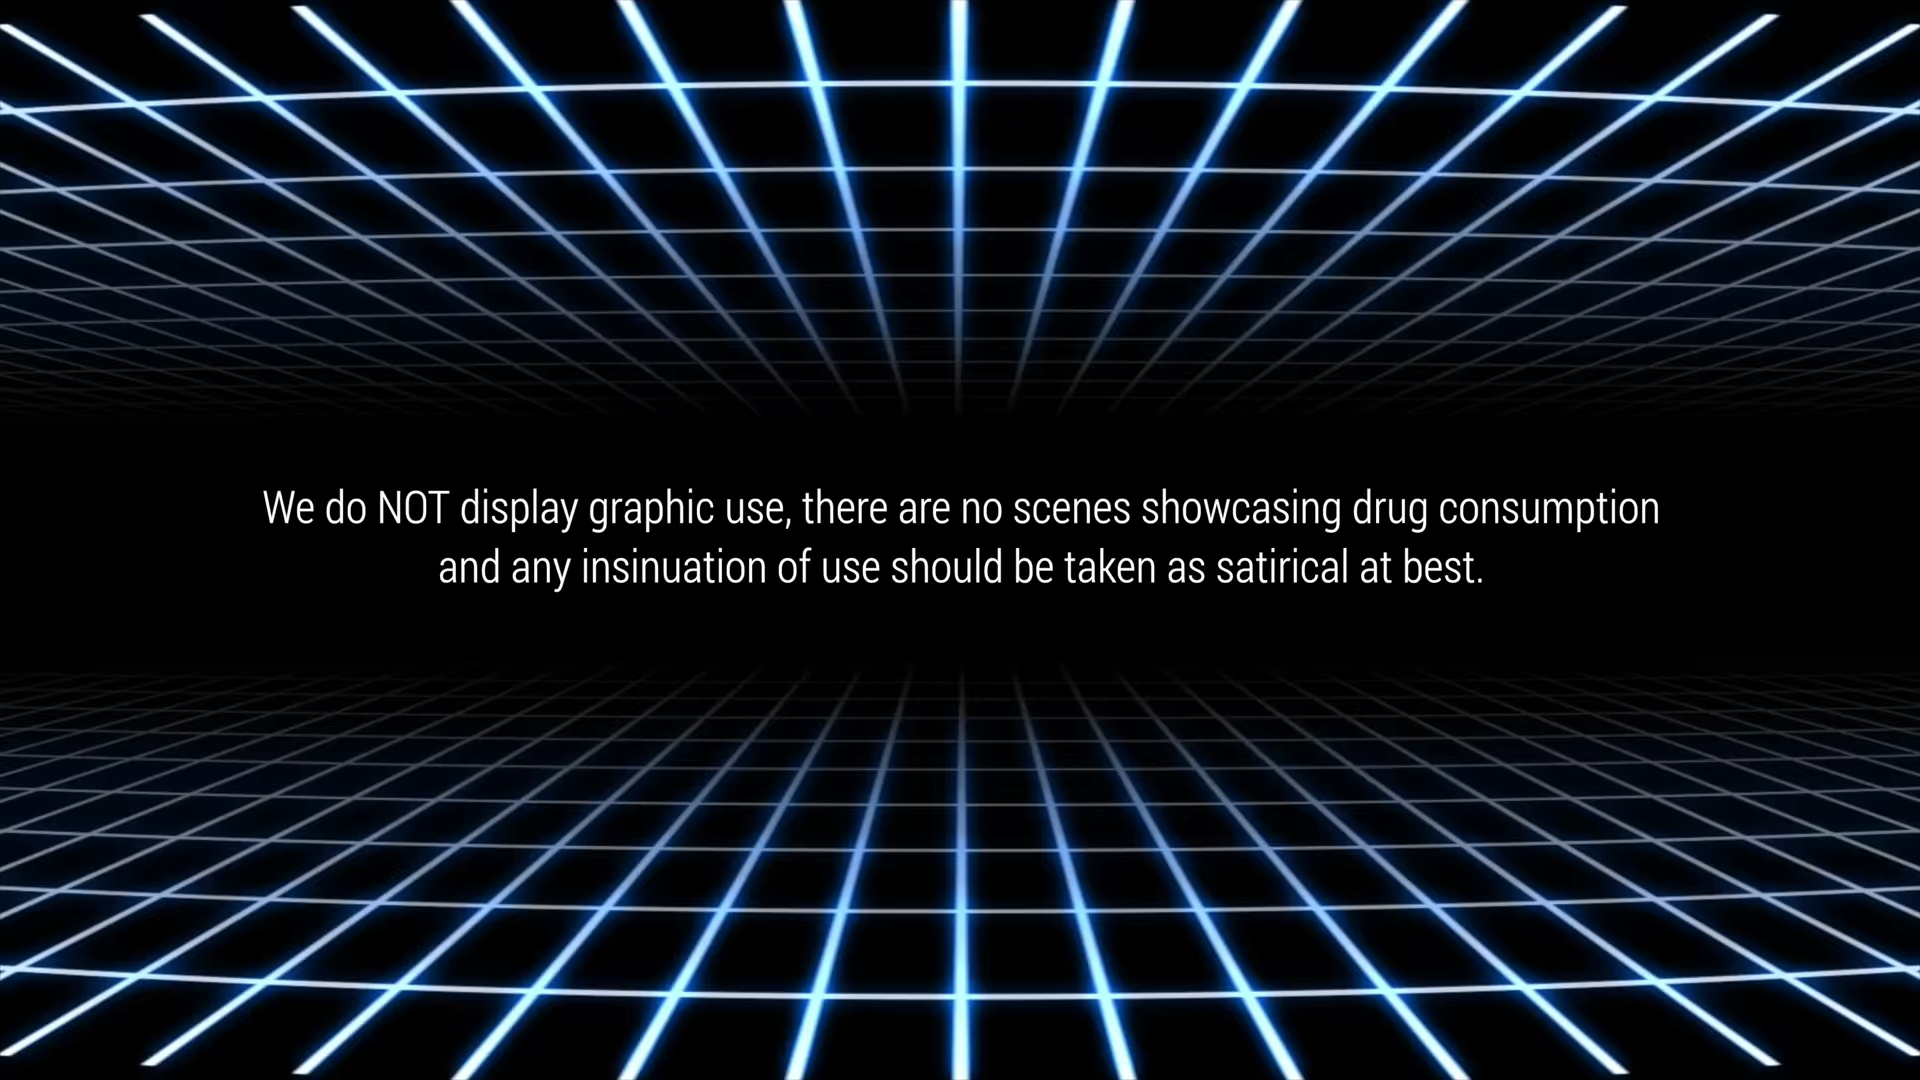 We do NOT display graphic use, there are no scenes showcasing drug consumption
and any insinuation of use should be taken as satirical at best.